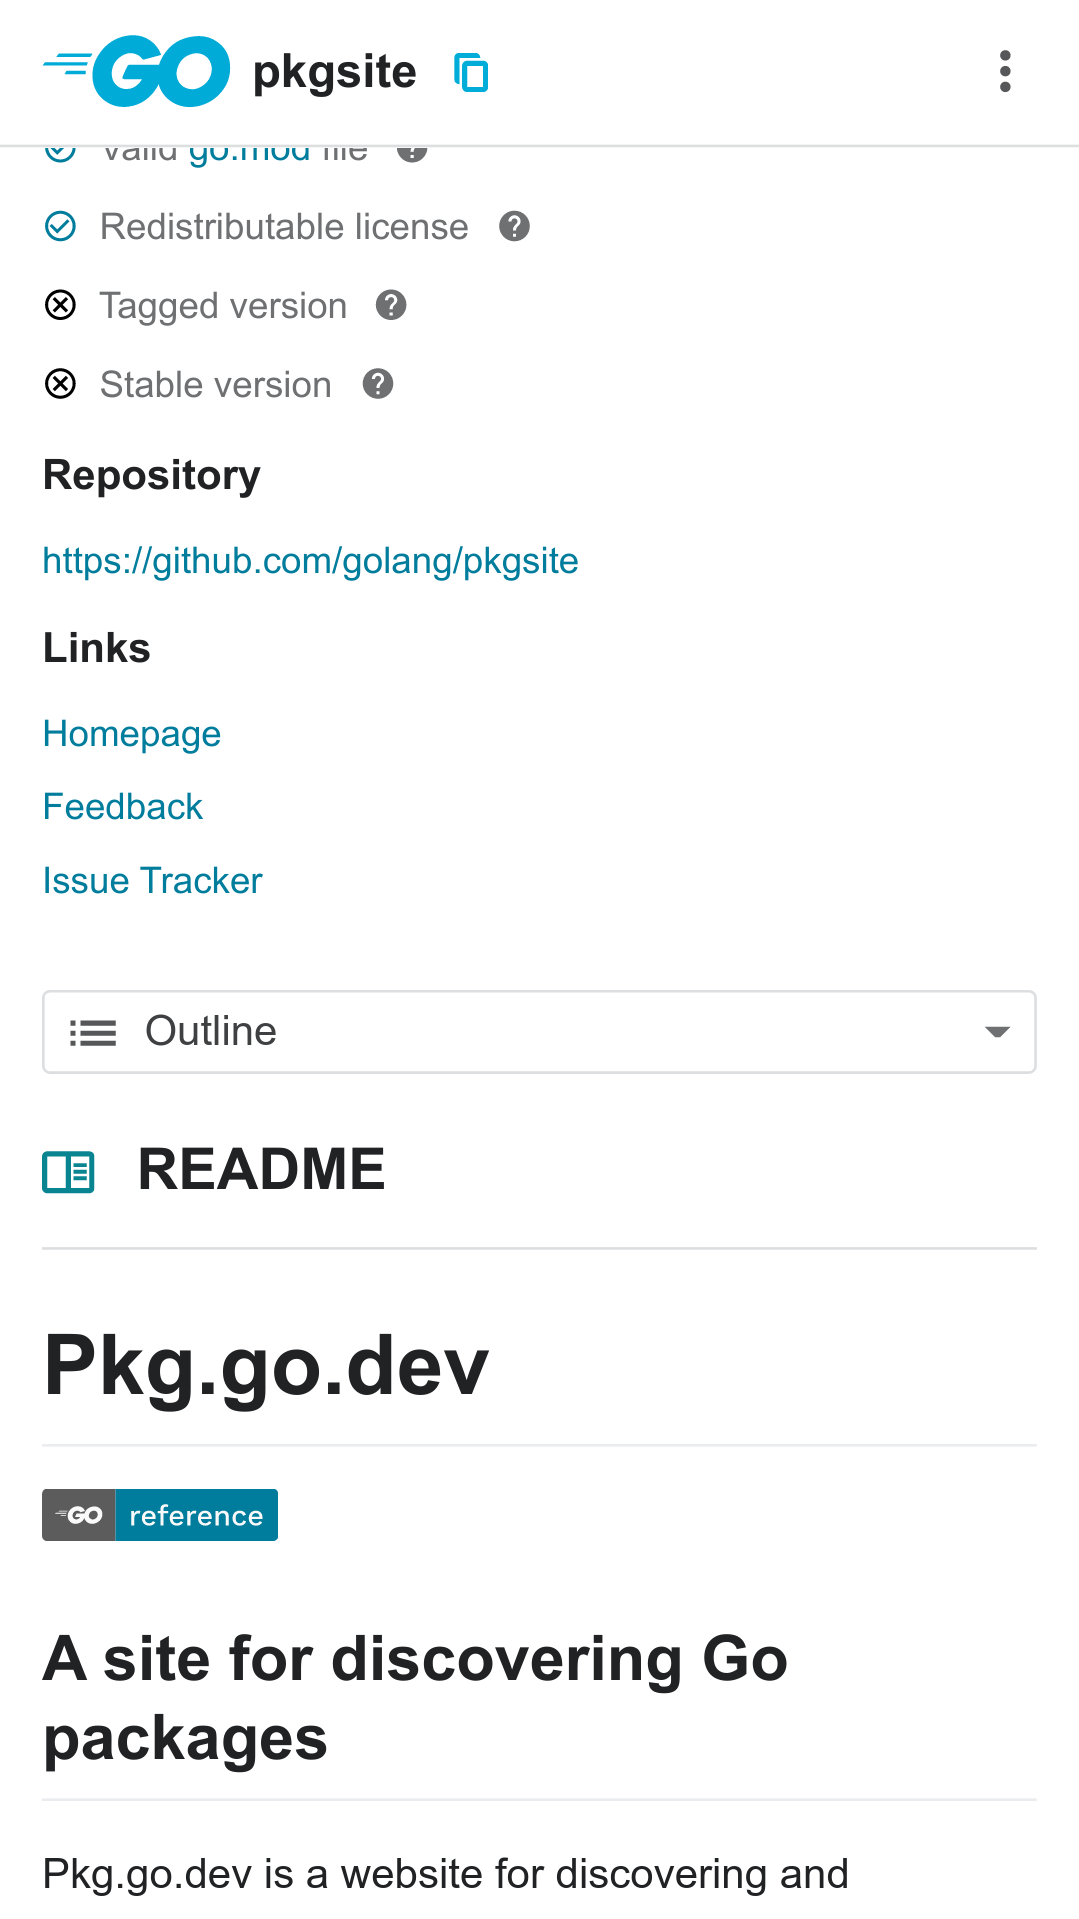 GO pkgsite
Valid go.mod file
Redistributable license
Tagged version
Stable version
Repository
https://github.com/golang/pkgsite
Links
Homepage
Feedback
Issue Tracker
Outline
README
Pkg.go.dev
GO reference
A site for discovering Go
packages
Pkg.go.dev is a website for discovering and